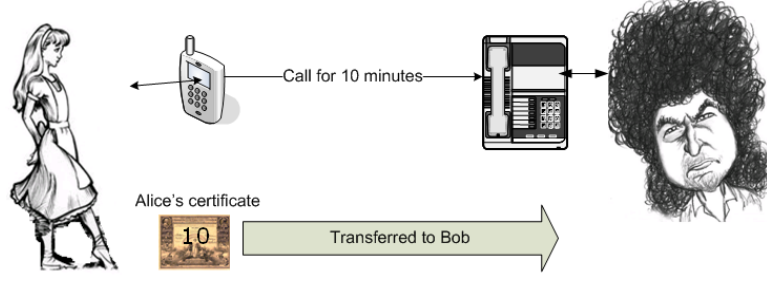 Call for 10 minutes
Alice's certificate
10
Transferred to Bob